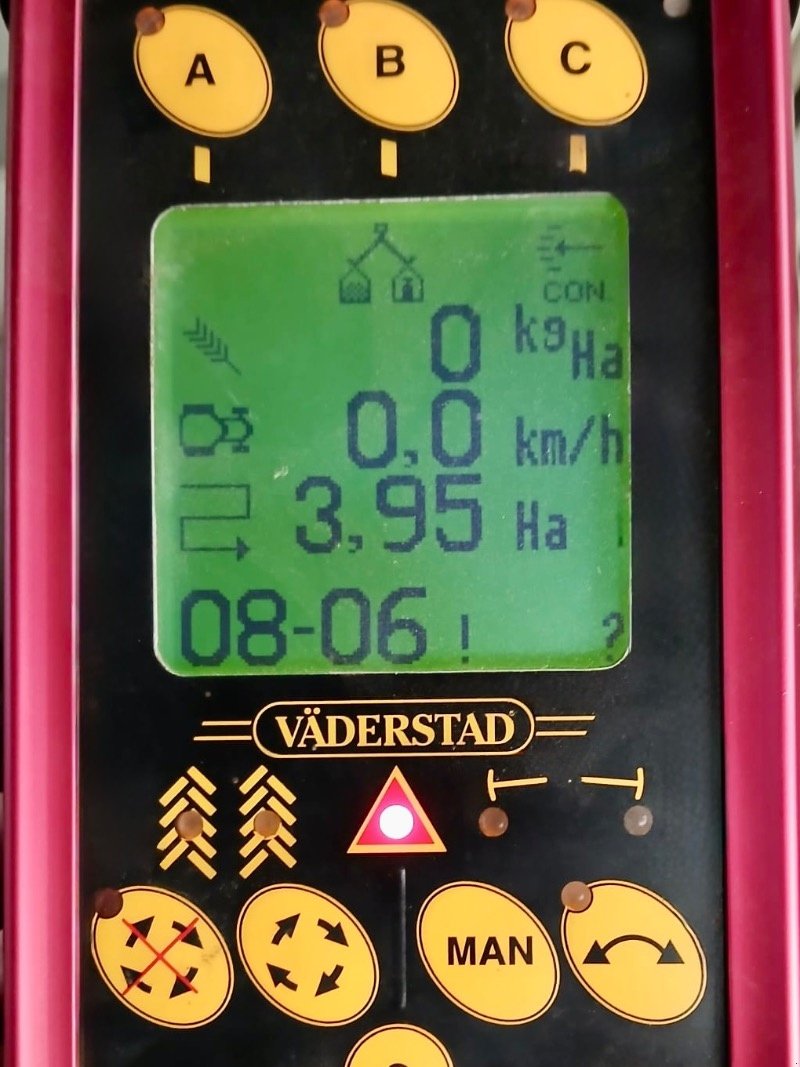 A B C
CON
0 kg Ha
0,0 km/h
3,95 Ha
08-06 ! ?
VÄDERSTAD
MAN